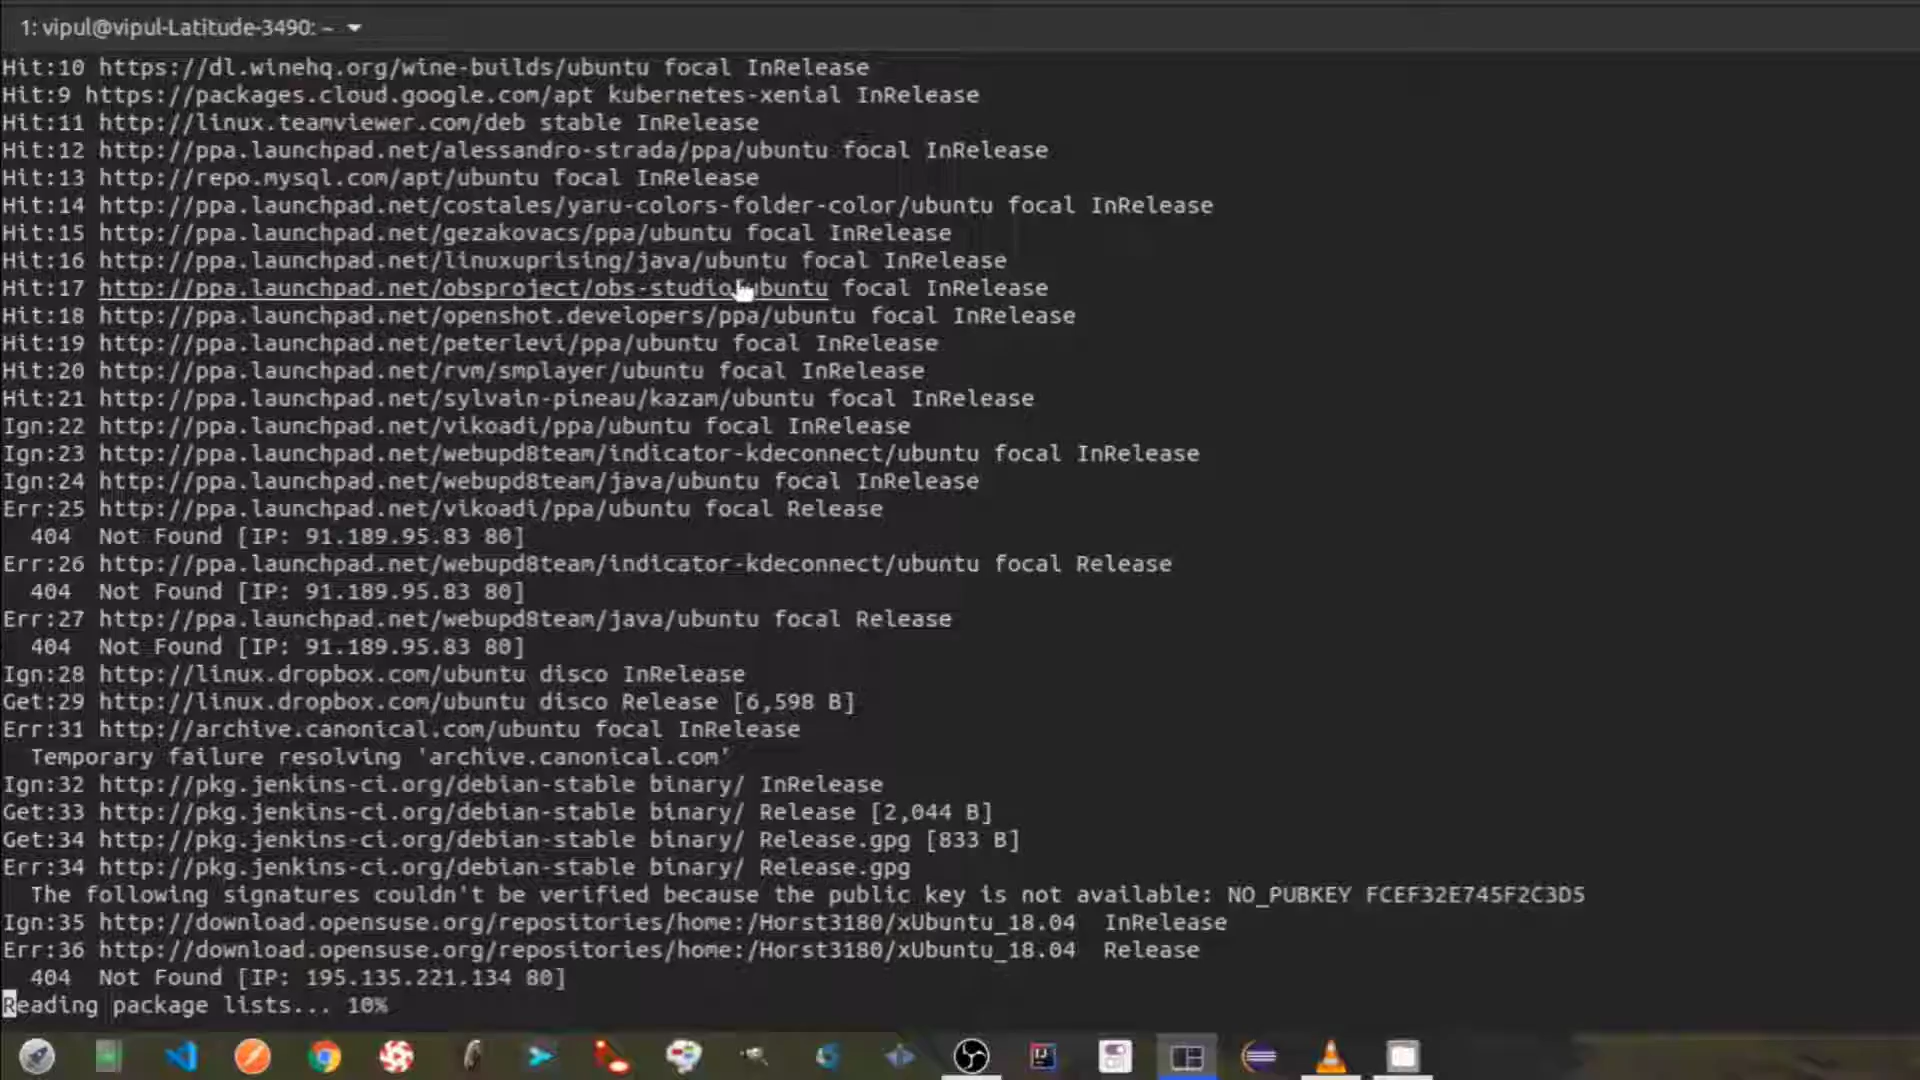 1: vipul@vipul-Latitude-3490: ~
Hit:10 https://dl.winehq.org/wine-builds/ubuntu focal InRelease
Hit:9 https://packages.cloud.google.com/apt kubernetes-xenial InRelease
Hit:11 http://linux.teamviewer.com/deb stable InRelease
Hit:12 http://ppa.launchpad.net/alessandro-strada/ppa/ubuntu focal InRelease
Hit:13 http://repo.mysql.com/apt/ubuntu focal InRelease
Hit:14 http://ppa.launchpad.net/costales/yaru-colors-folder-color/ubuntu focal InRelease
Hit:15 http://ppa.launchpad.net/gezakovacs/ppa/ubuntu focal InRelease
Hit:16 http://ppa.launchpad.net/linuxuprising/java/ubuntu focal InRelease
Hit:17 http://ppa.launchpad.net/obsproject/obs-studio/ubuntu focal InRelease
Hit:18 http://ppa.launchpad.net/openshot.developers/ppa/ubuntu focal InRelease
Hit:19 http://ppa.launchpad.net/peterlevi/ppa/ubuntu focal InRelease
Hit:20 http://ppa.launchpad.net/rvm/smplayer/ubuntu focal InRelease
Hit:21 http://ppa.launchpad.net/sylvain-pineau/kazam/ubuntu focal InRelease
Ign:22 http://ppa.launchpad.net/vikoadi/ppa/ubuntu focal InRelease
Ign:23 http://ppa.launchpad.net/webupd8team/indicator-kdeconnect/ubuntu focal InRelease
Ign:24 http://ppa.launchpad.net/webupd8team/java/ubuntu focal InRelease
Err:25 http://ppa.launchpad.net/vikoadi/ppa/ubuntu focal Release
404 Not Found [IP: 91.189.95.83 80]
Err:26 http://ppa.launchpad.net/webupd8team/indicator-kdeconnect/ubuntu focal Release
404 Not Found [IP: 91.189.95.83 80]
Err:27 http://ppa.launchpad.net/webupd8team/java/ubuntu focal Release
404 Not Found [IP: 91.189.95.83 80]
Ign:28 http://linux.dropbox.com/ubuntu disco InRelease
Get:29 http://linux.dropbox.com/ubuntu disco Release [6,598 B]
Err:31 http://archive.canonical.com/ubuntu focal InRelease
Temporary failure resolving 'archive.canonical.com'
Ign:32 http://pkg.jenkins-ci.org/debian-stable binary/ InRelease
Get:33 http://pkg.jenkins-ci.org/debian-stable binary/ Release [2,044 B]
Get:34 http://pkg.jenkins-ci.org/debian-stable binary/ Release.gpg [833 B]
Err:34 http://pkg.jenkins-ci.org/debian-stable binary/ Release.gpg
The following signatures couldn't be verified because the public key is not available: NO_PUBKEY FCEF32E745F2C3D5
Ign:35 http://download.opensuse.org/repositories/home:/Horst3180/xUbuntu_18.04 InRelease
Err:36 http://download.opensuse.org/repositories/home:/Horst3180/xUbuntu_18.04 Release
404 Not Found [IP: 195.135.221.134 80]
Reading package lists... 10%